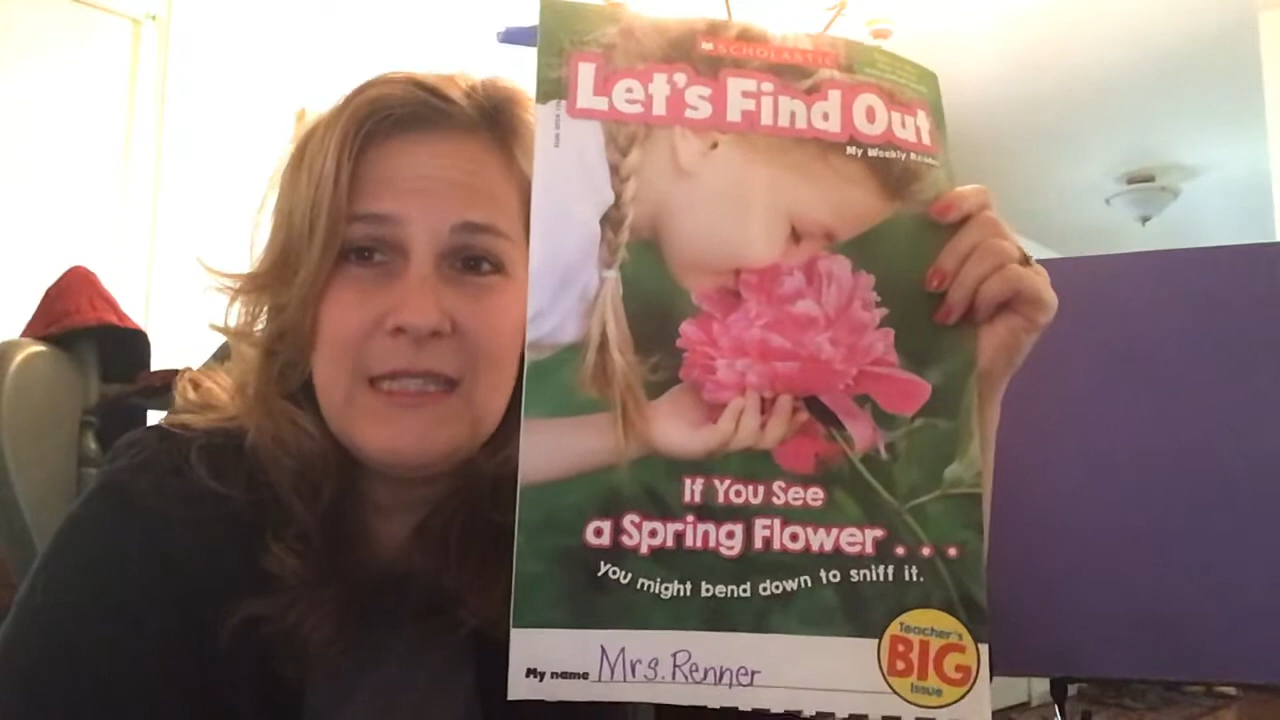 SCHOLASTIC
Let's Find Out
My Weekly Reader
If You See
a Spring Flower . . .
you might bend down to sniff it.
Teacher's
BIG
Issue
My name Mrs. Renner